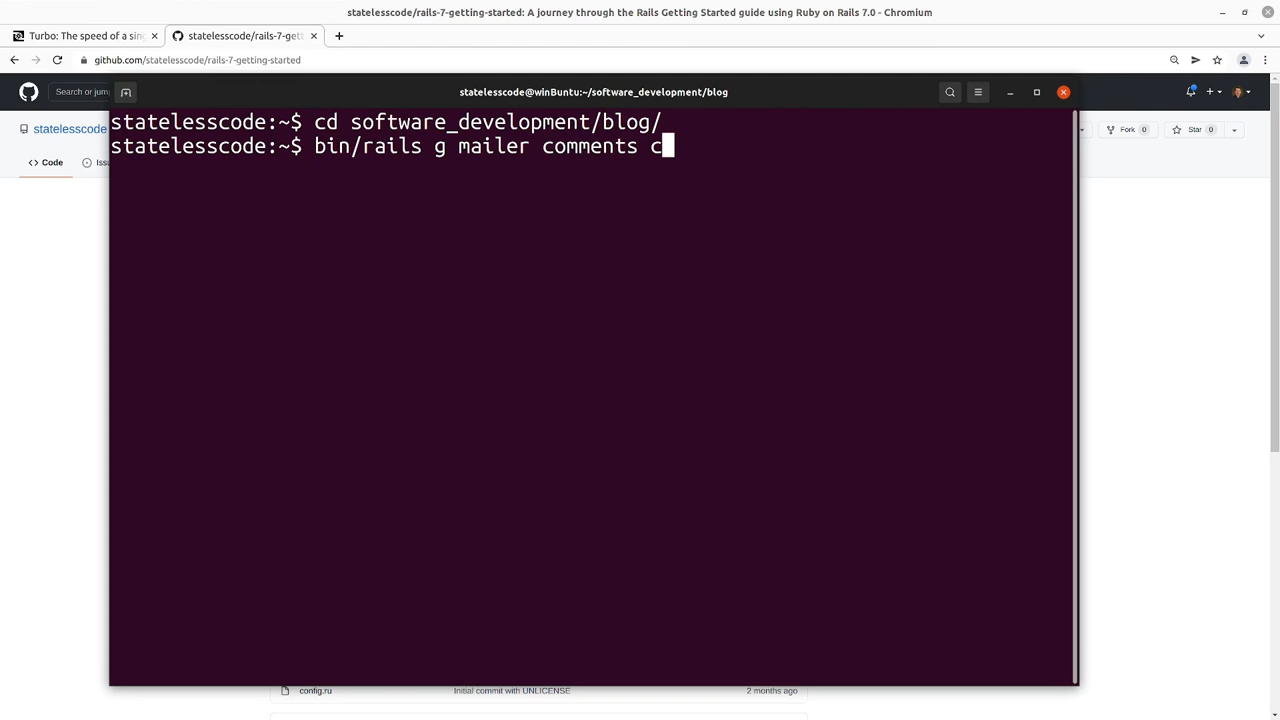 statelesscode/rails-7-getting-started: A journey through the Rails Getting Started guide using Ruby on Rails 7.0 - Chromium
Turbo: The speed of a sin
statelesscode/rails-7-gett
github.com/statelesscode/rails-7-getting-started
Search or jump
statelesscode@winBuntu:~/software_development/blog
statelesscode
Fork 0
Star 0
Code
Issu
statelesscode:~$ cd software_development/blog/
statelesscode:~$ bin/rails g mailer comments c
config.ru Initial commit with UNLICENSE 2 months ago